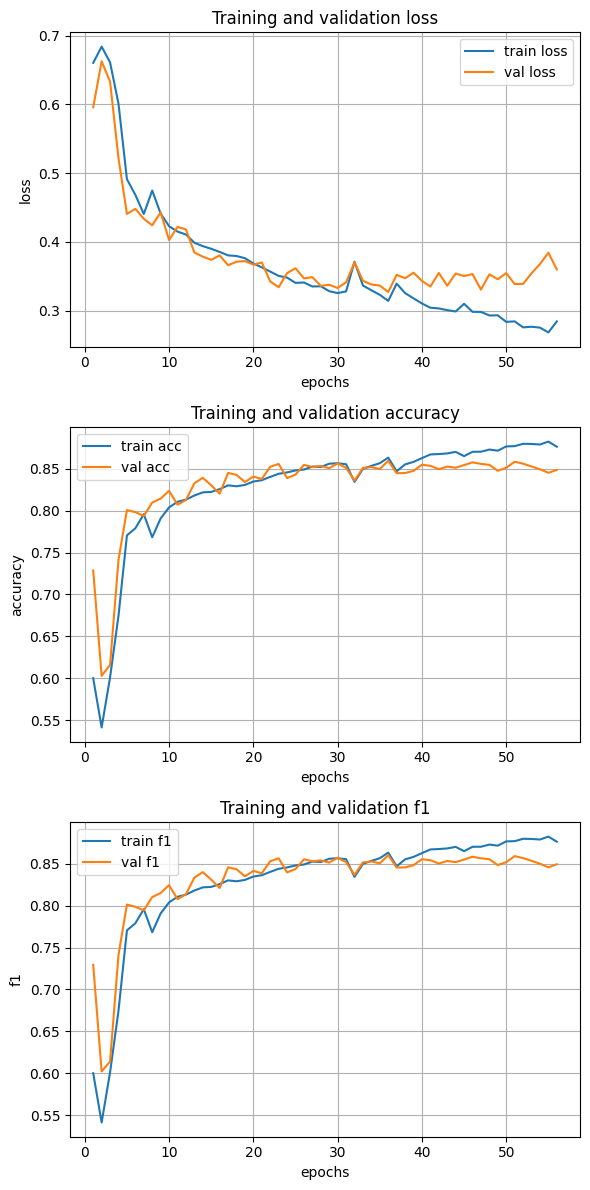 Training and validation loss
train loss
val loss
0.7
0.6
0.5
0.4
0.3
loss
0 10 20 30 40 50
epochs
Training and validation accuracy
train acc
val acc
0.85
0.80
0.75
0.70
0.65
0.60
0.55
accuracy
0 10 20 30 40 50
epochs
Training and validation f1
train f1
val f1
0.85
0.80
0.75
0.70
0.65
0.60
0.55
f1
0 10 20 30 40 50
epochs